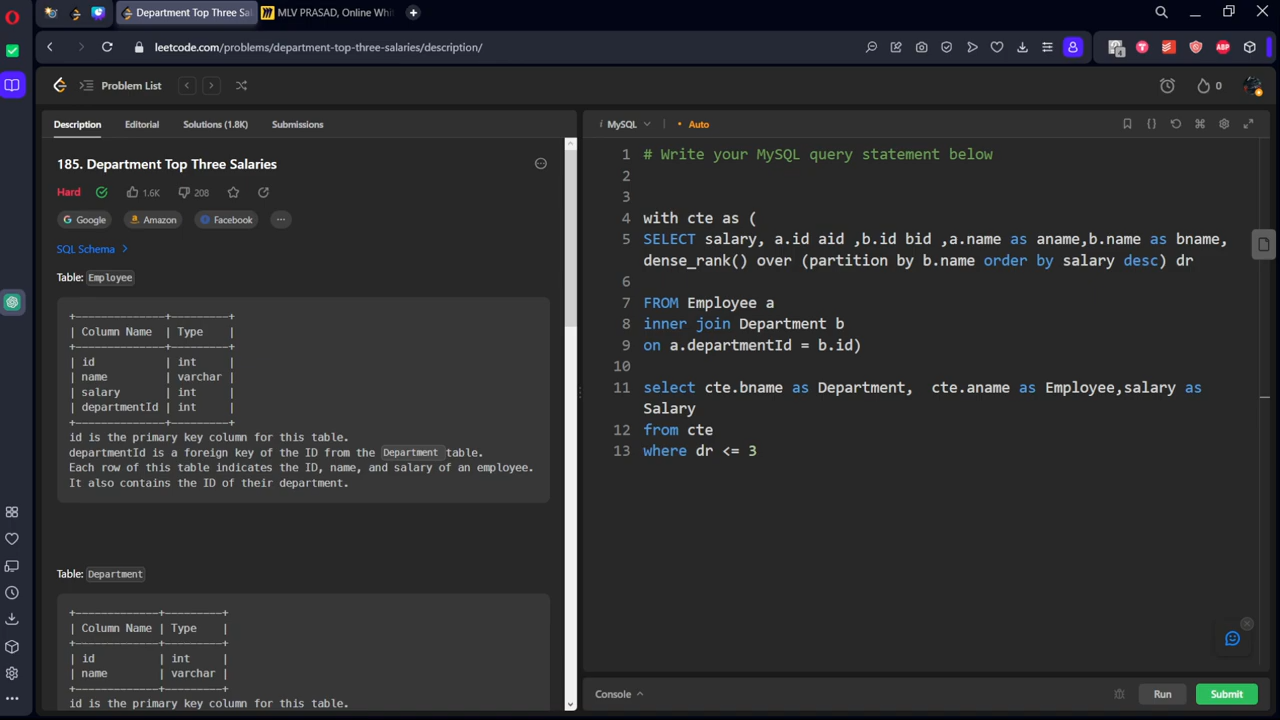 Department Top Three Sal
MLV PRASAD, Online Whi
leetcode.com/problems/department-top-three-salaries/description/
4
ABP
Problem List
0
Description
Editorial
Solutions (1.8K)
Submissions
185. Department Top Three Salaries
Hard
1.6K
208
Google
Amazon
Facebook
SQL Schema
Table: Employee
+-------------+---------+
| Column Name | Type    |
+-------------+---------+
| id          | int     |
| name        | varchar |
| salary      | int     |
| departmentId | int     |
+-------------+---------+
id is the primary key column for this table.
departmentId is a foreign key of the ID from the Department table.
Each row of this table indicates the ID, name, and salary of an employee.
It also contains the ID of their department.
Table: Department
+-------------+---------+
| Column Name | Type    |
+-------------+---------+
| id          | int     |
| name        | varchar |
+-------------+---------+
id is the primary key column for this table.
i MySQL
• Auto
1 # Write your MySQL query statement below
2
3
4 with cte as (
5 SELECT salary, a.id aid ,b.id bid ,a.name as aname,b.name as bname,
dense_rank() over (partition by b.name order by salary desc) dr
6
7 FROM Employee a
8 inner join Department b
9 on a.departmentId = b.id)
10
11 select cte.bname as Department,  cte.aname as Employee,salary as
Salary
12 from cte
13 where dr <= 3
Console
Run
Submit